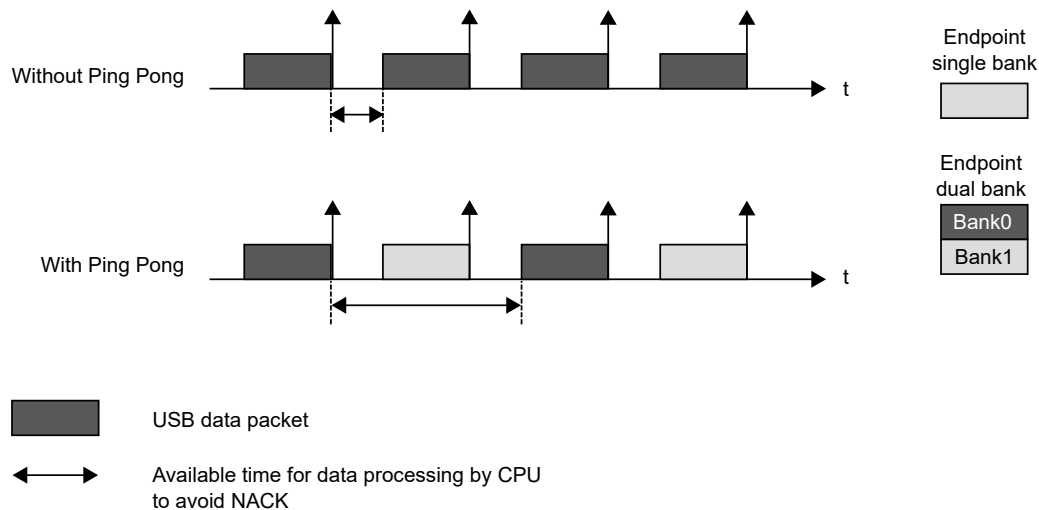 Without Ping Pong
t
Endpoint
single bank
Endpoint
dual bank
Bank0
Bank1
With Ping Pong
t
USB data packet
Available time for data processing by CPU
to avoid NACK